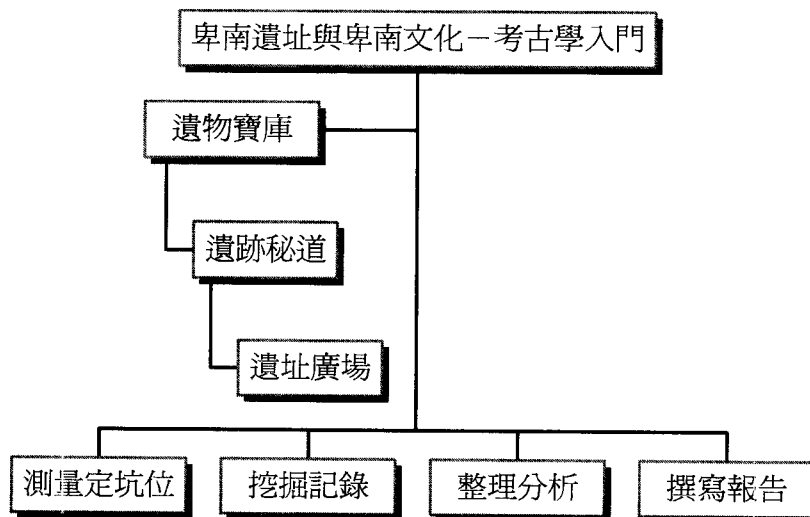 卑南遺址與卑南文化－考古學入門
遺物寶庫
遺跡秘道
遺址廣場
測量定坑位
挖掘記錄
整理分析
撰寫報告